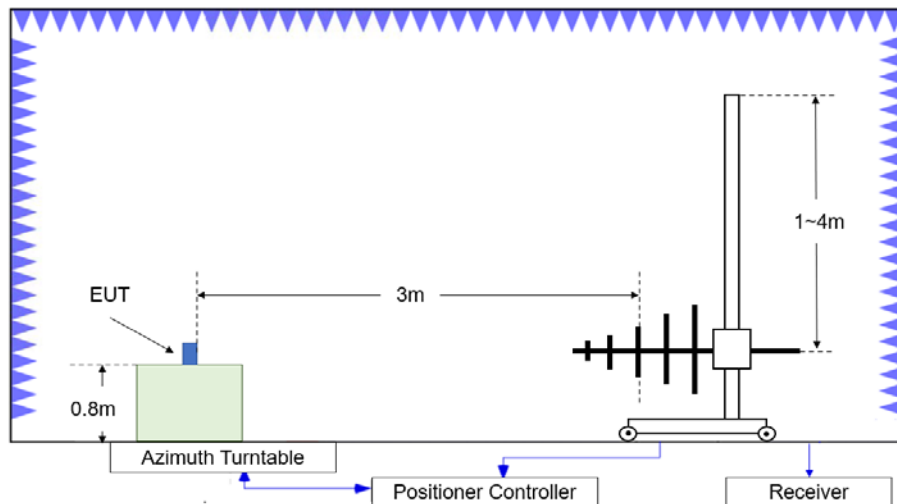 1~4m
3m
EUT
0.8m
Azimuth Turntable
Positioner Controller
Receiver